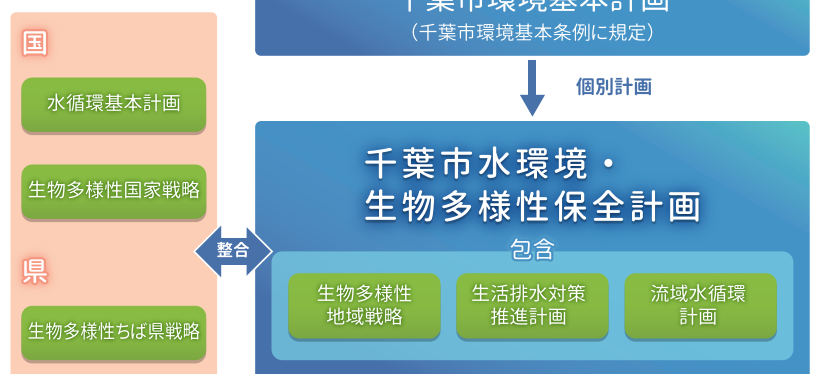 国
水循環基本計画
生物多様性国家戦略
県
生物多様性ちば県戦略
整合
千葉市環境基本計画
（千葉市環境基本条例に規定）
個別計画
千葉市水環境・
生物多様性保全計画
包含
生物多様性
地域戦略
生活排水対策
推進計画
流域水循環
計画